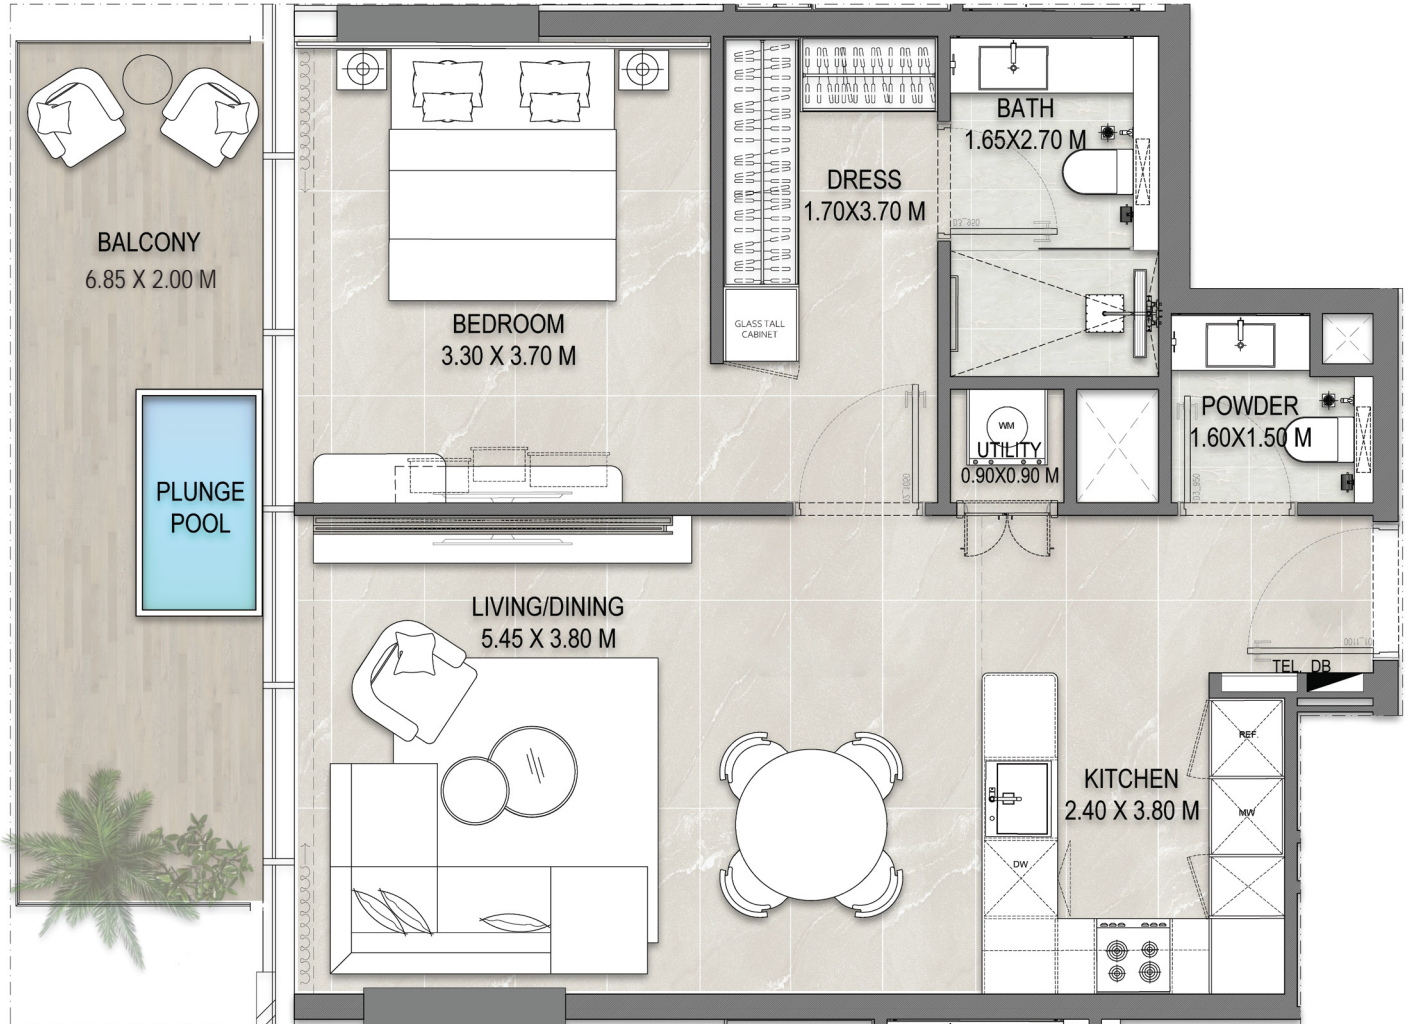 BATH
1.65X2.70 M
DRESS
1.70X3.70 M
BALCONY
6.85 X 2.00 M
BEDROOM
3.30 X 3.70 M
GLASS TALL
CABINET
POWDER
1.60X1.50 M
WM
UTILITY
0.90X0.90 M
PLUNGE
POOL
LIVING/DINING
5.45 X 3.80 M
TEL. DB
REF.
KITCHEN
2.40 X 3.80 M
MW
DW